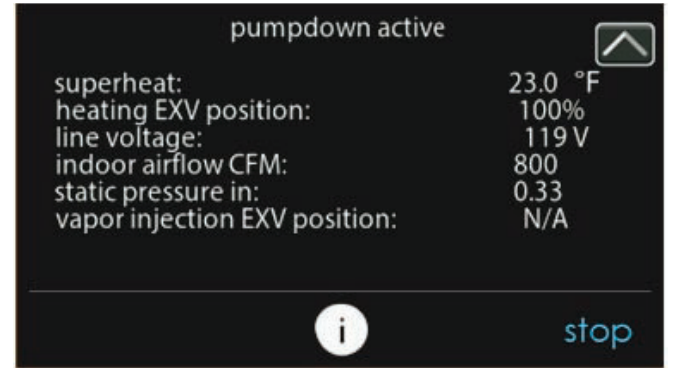 pumpdown active
superheat: 23.0 °F
heating EXV position: 100%
line voltage: 119 V
indoor airflow CFM: 800
static pressure in: 0.33
vapor injection EXV position: N/A
i
stop